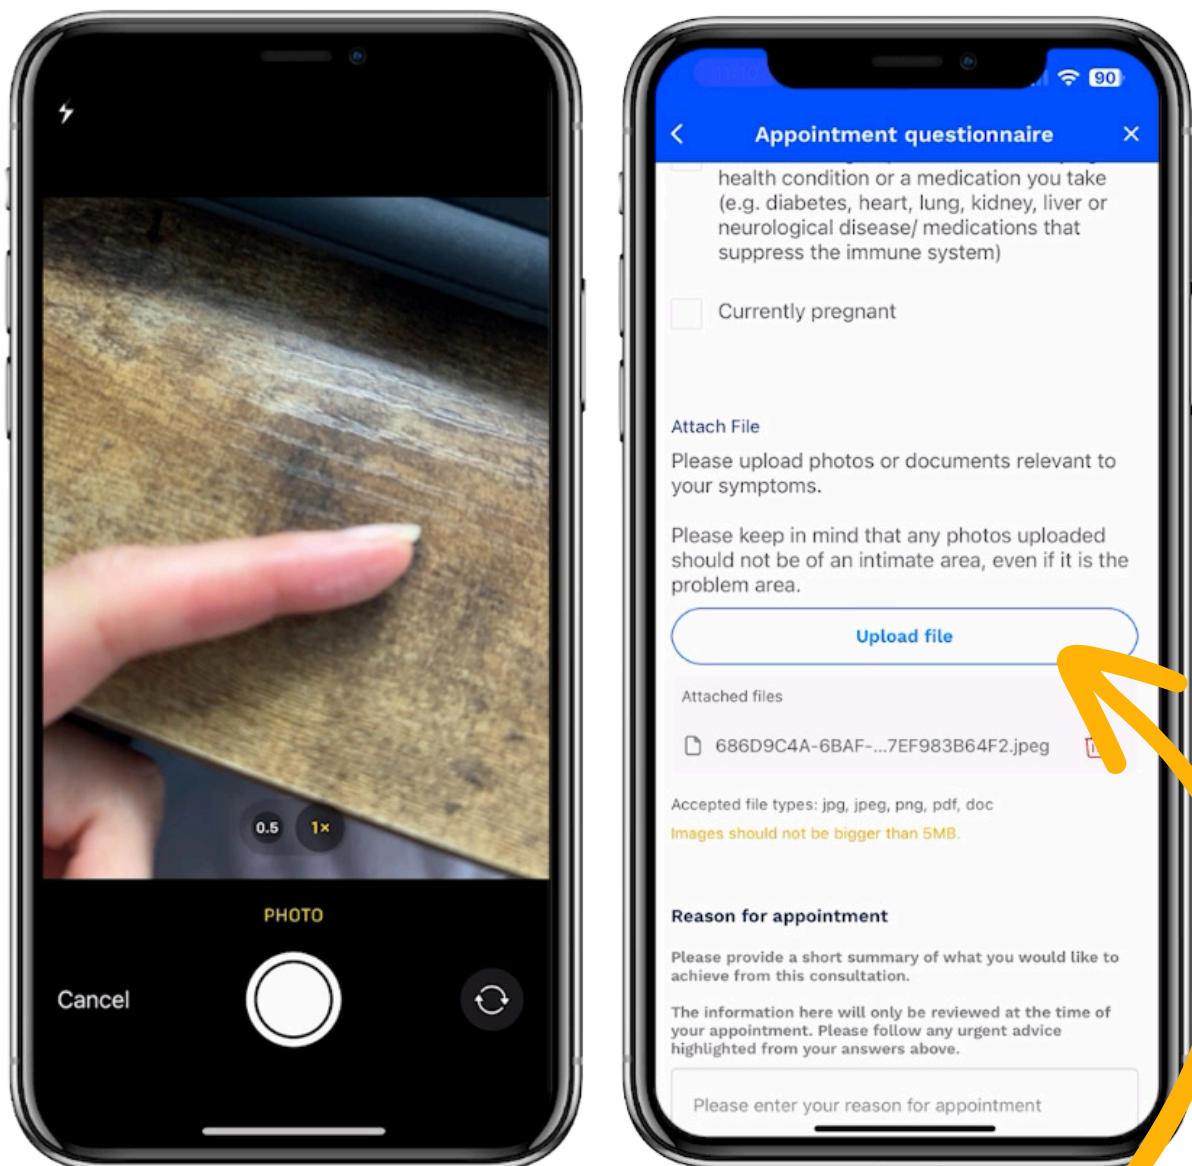 0.5 1×
PHOTO
Cancel
90
Appointment questionnaire
health condition or a medication you take
(e.g. diabetes, heart, lung, kidney, liver or
neurological disease/ medications that
suppress the immune system)
Currently pregnant
Attach File
Please upload photos or documents relevant to
your symptoms.
Please keep in mind that any photos uploaded
should not be of an intimate area, even if it is the
problem area.
Upload file
Attached files
686D9C4A-6BAF-...7EF983B64F2.jpeg
Accepted file types: jpg, jpeg, png, pdf, doc
Images should not be bigger than 5MB.
Reason for appointment
Please provide a short summary of what you would like to
achieve from this consultation.
The information here will only be reviewed at the time of
your appointment. Please follow any urgent advice
highlighted from your answers above.
Please enter your reason for appointment